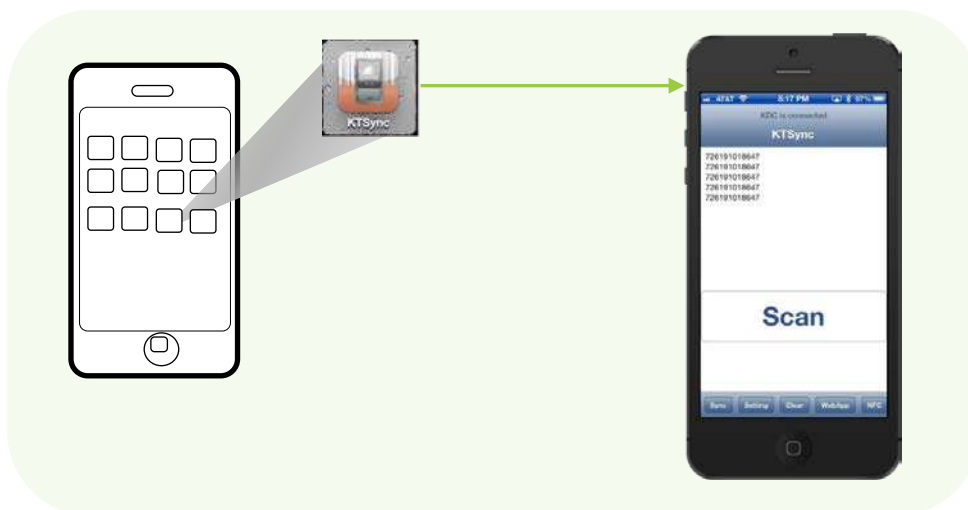 KTSync
AT&T 5:17 PM 97%
KDC is connected
KTSync
726191018647
726191018647
726191018647
726191018647
726191018647
Scan
Sync Setting Clear WebApp NFC